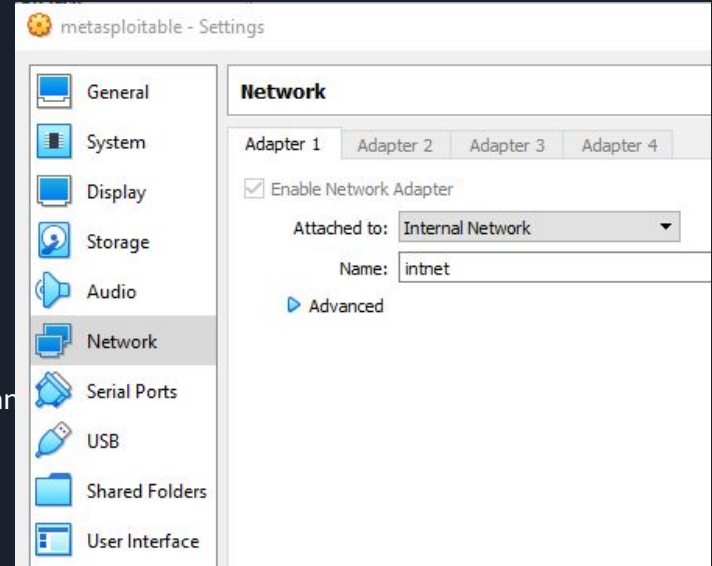 metasploitable - Settings
General
System
Display
Storage
Audio
Network
Serial Ports
USB
Shared Folders
User Interface
Network
Adapter 1 Adapter 2 Adapter 3 Adapter 4
Enable Network Adapter
Attached to: Internal Network
Name: intnet
Advanced